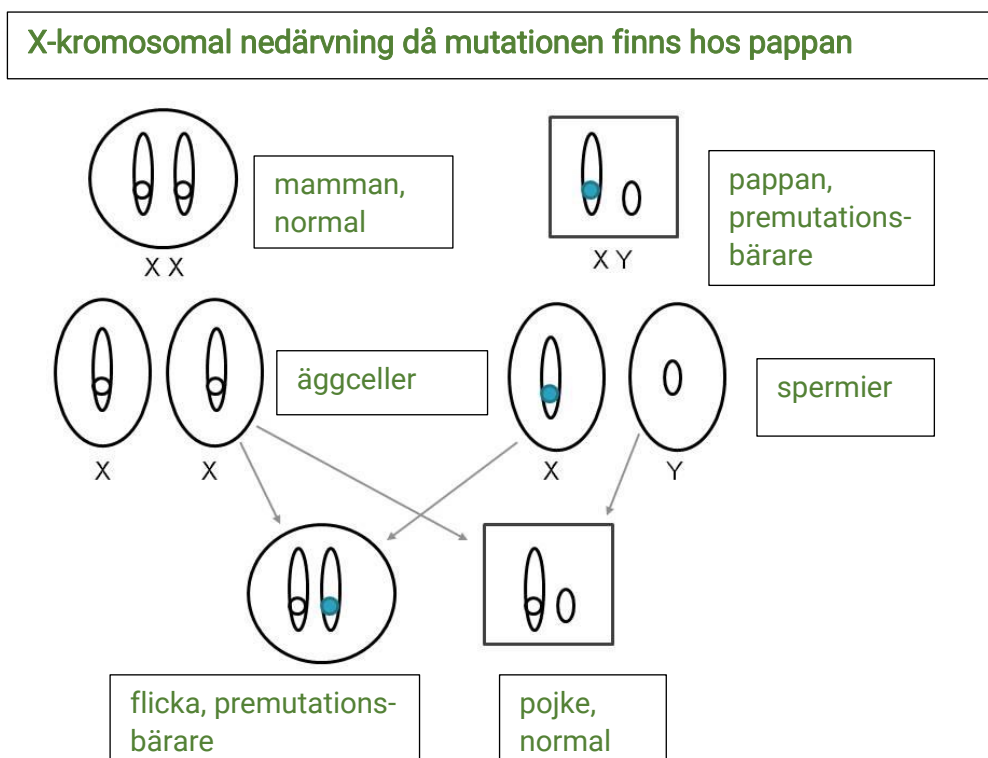 X-kromosomal nedärvning då mutationen finns hos pappan
mamman,
normal
pappan,
premutations-
bärare
X X
X Y
äggceller
spermier
X
X
X
Y
flicka, premutations-
bärare
pojke,
normal